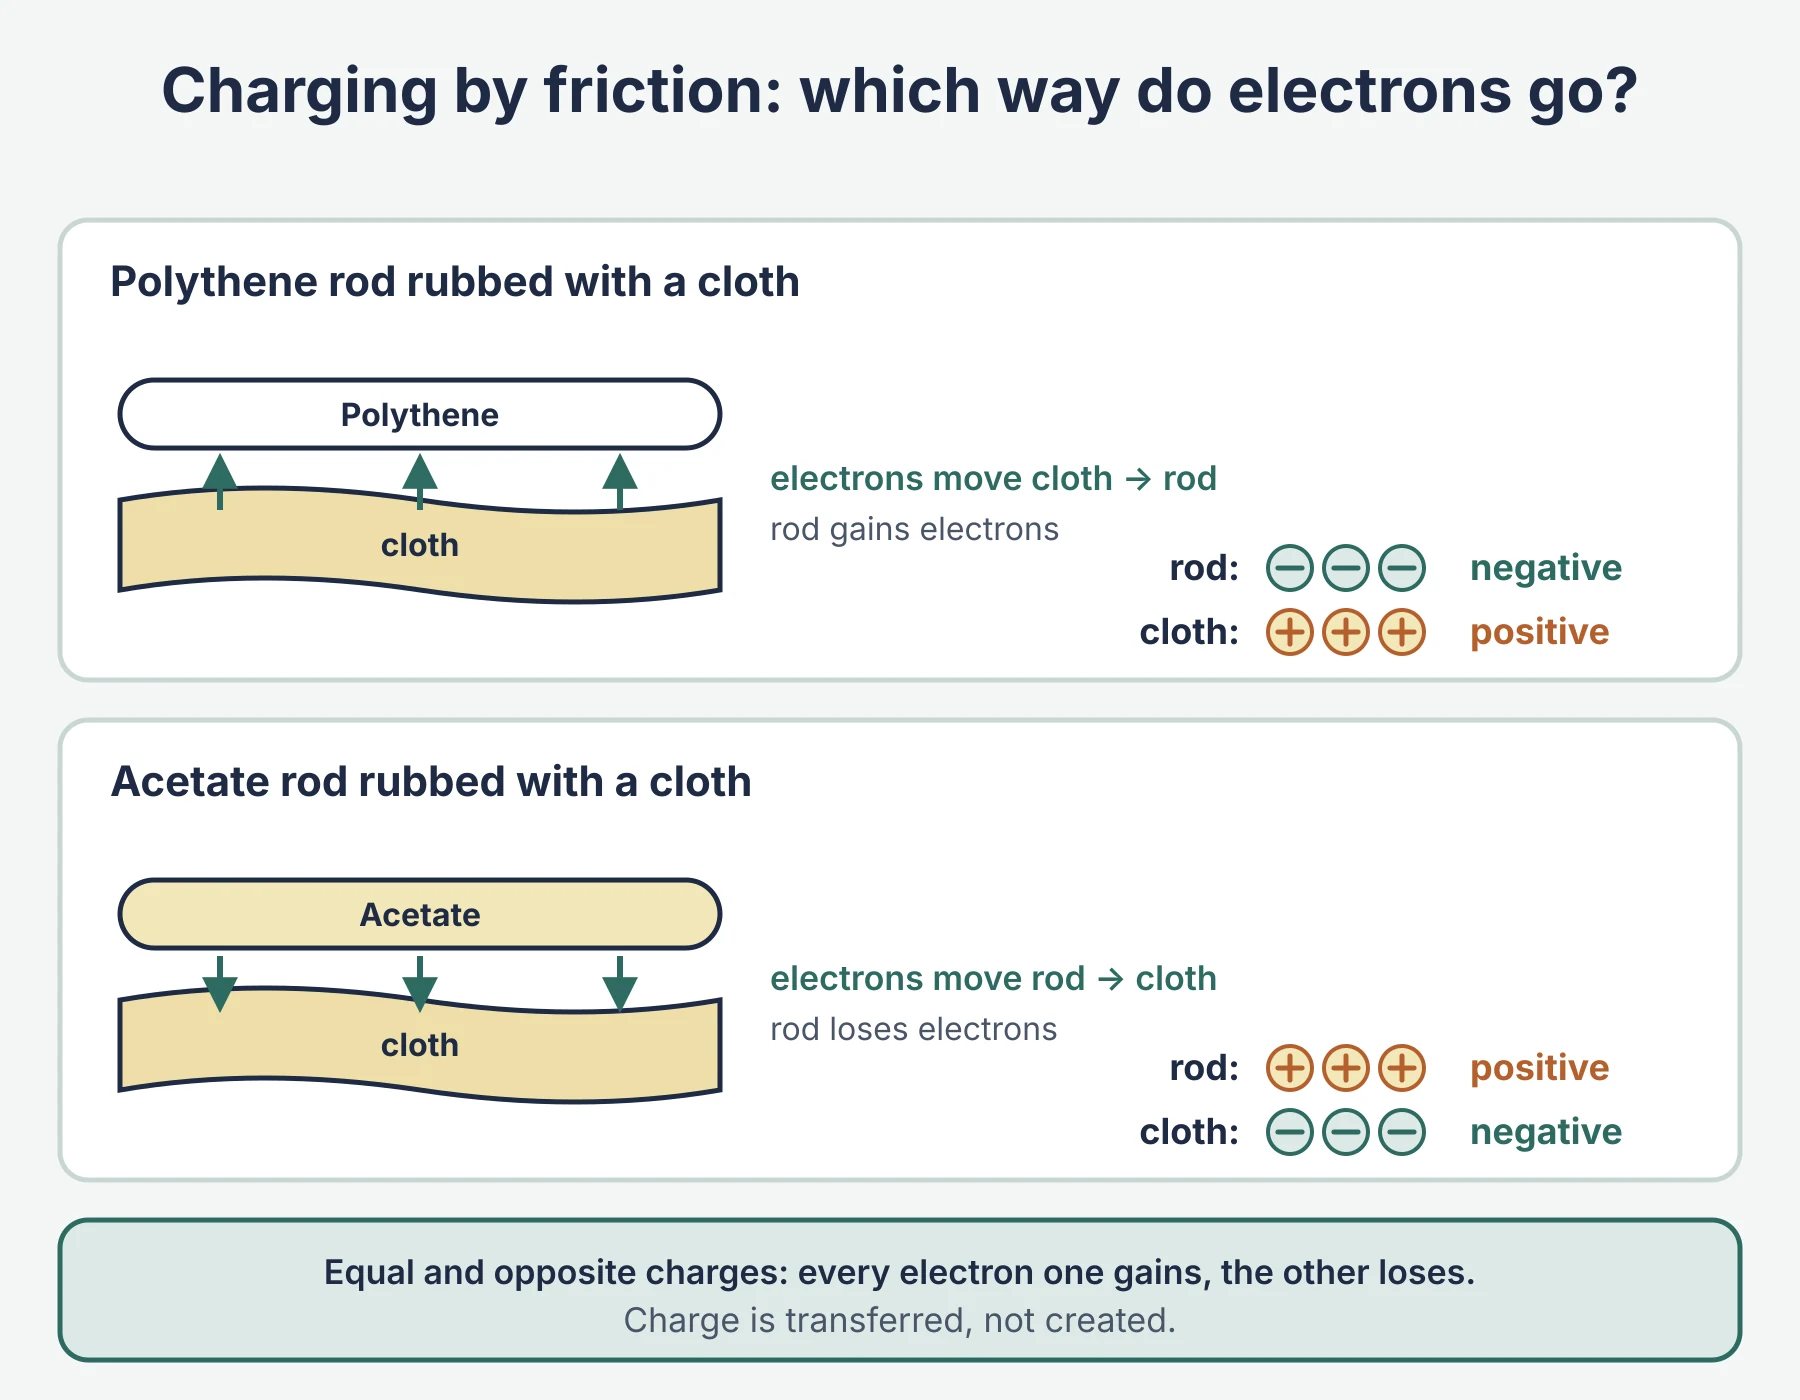 Charging by friction: which way do electrons go?
Polythene rod rubbed with a cloth
Polythene
cloth
electrons move cloth → rod
rod gains electrons
rod: − − − negative
cloth: + + + positive
Acetate rod rubbed with a cloth
Acetate
cloth
electrons move rod → cloth
rod loses electrons
rod: + + + positive
cloth: − − − negative
Equal and opposite charges: every electron one gains, the other loses.
Charge is transferred, not created.